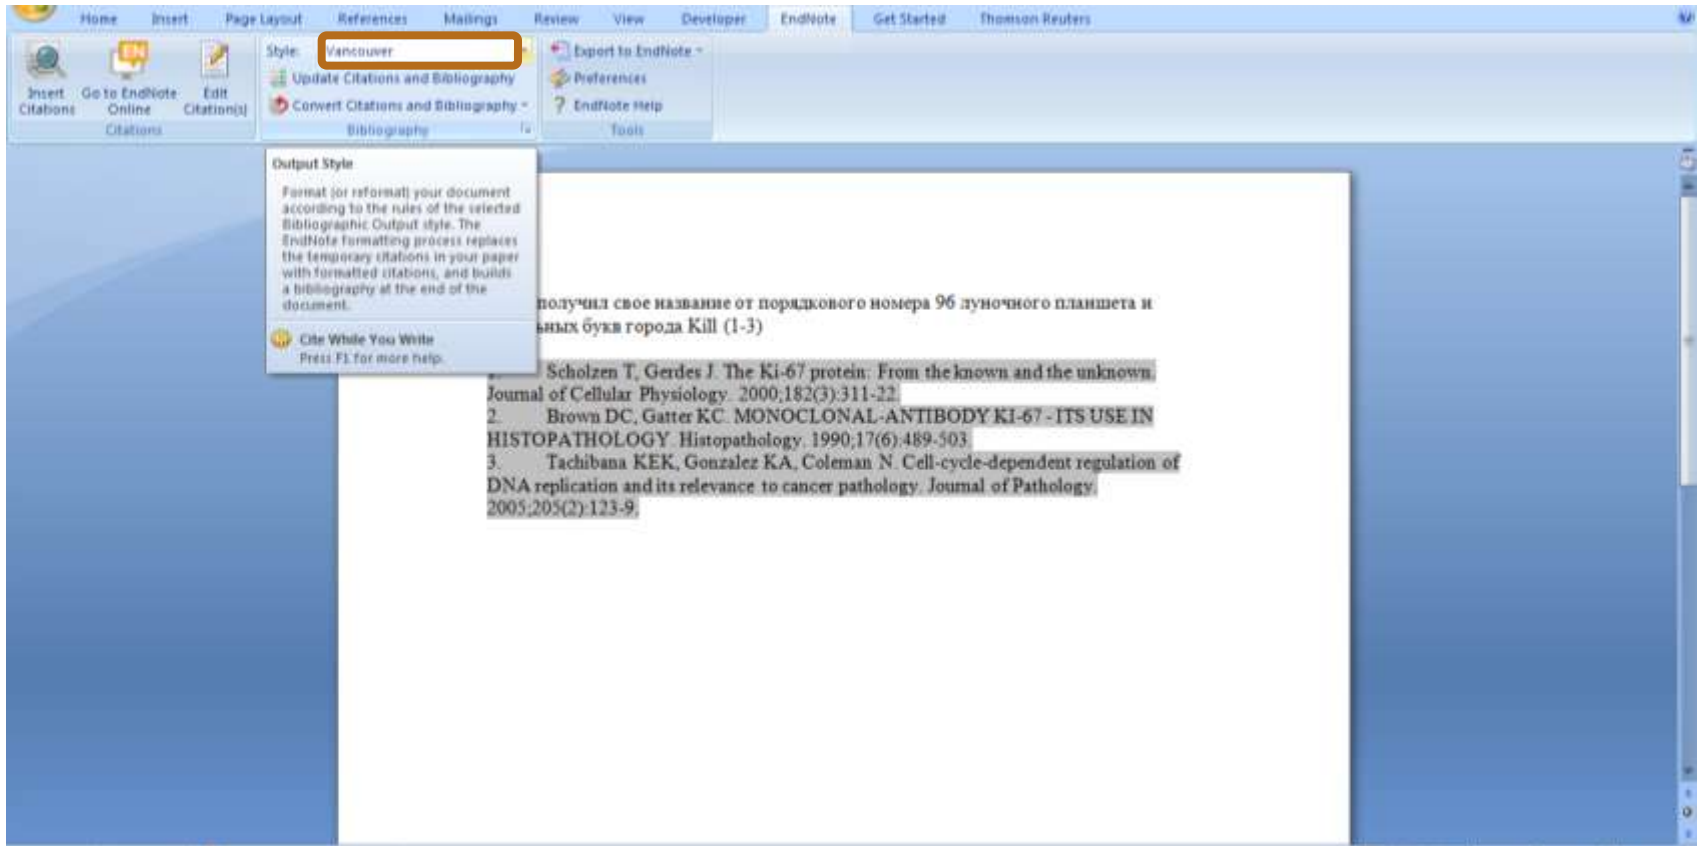 Home Insert Page Layout References Mailings Review View Developer EndNote Get Started Thomson Reuters
Insert Citations
Go to EndNote Online
Edit Citation(s)
Citations
Style: Vancouver
Update Citations and Bibliography
Convert Citations and Bibliography
Bibliography
Export to EndNote
Preferences
? EndNote Help
Tools
Output Style
Format (or reformat) your document
according to the rules of the selected
Bibliographic Output style. The
EndNote formatting process replaces
the temporary citations in your paper
with formatted citations, and builds
a bibliography at the end of the
document.
Cite While You Write
Press F1 for more help.
получил свое название от порядкового номера 96 луночного планшета и
букв города Kill (1-3)
Scholzen T, Gerdes J. The Ki-67 protein: From the known and the unknown.
Journal of Cellular Physiology. 2000;182(3):311-22.
2. Brown DC, Gatter KC. MONOCLONAL-ANTIBODY KI-67 - ITS USE IN
HISTOPATHOLOGY. Histopathology. 1990;17(6):489-503.
3. Tachibana KEK, Gonzalez KA, Coleman N. Cell-cycle-dependent regulation of
DNA replication and its relevance to cancer pathology. Journal of Pathology.
2005;205(2):123-9.